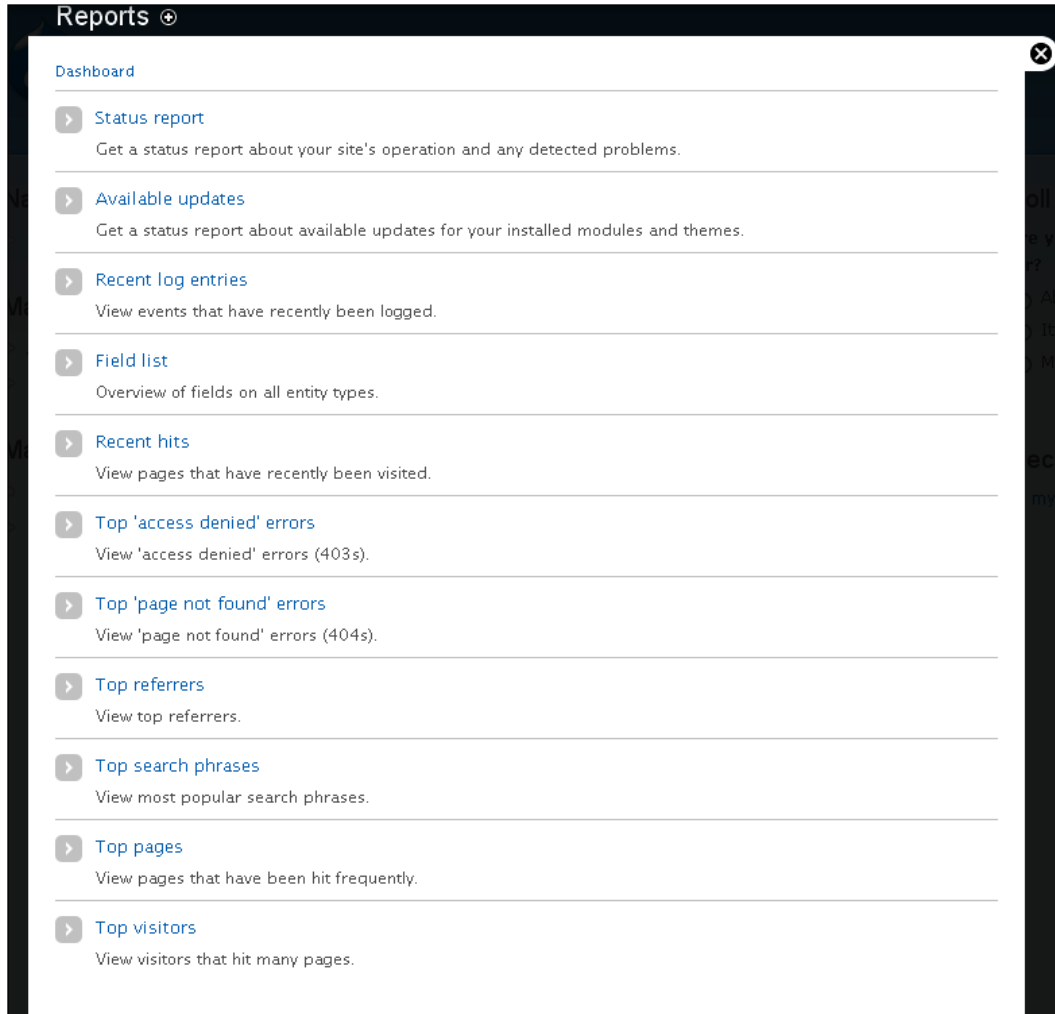 Reports
Dashboard
Status report
Get a status report about your site's operation and any detected problems.
Available updates
Get a status report about available updates for your installed modules and themes.
Recent log entries
View events that have recently been logged.
Field list
Overview of fields on all entity types.
Recent hits
View pages that have recently been visited.
Top 'access denied' errors
View 'access denied' errors (403s).
Top 'page not found' errors
View 'page not found' errors (404s).
Top referrers
View top referrers.
Top search phrases
View most popular search phrases.
Top pages
View pages that have been hit frequently.
Top visitors
View visitors that hit many pages.